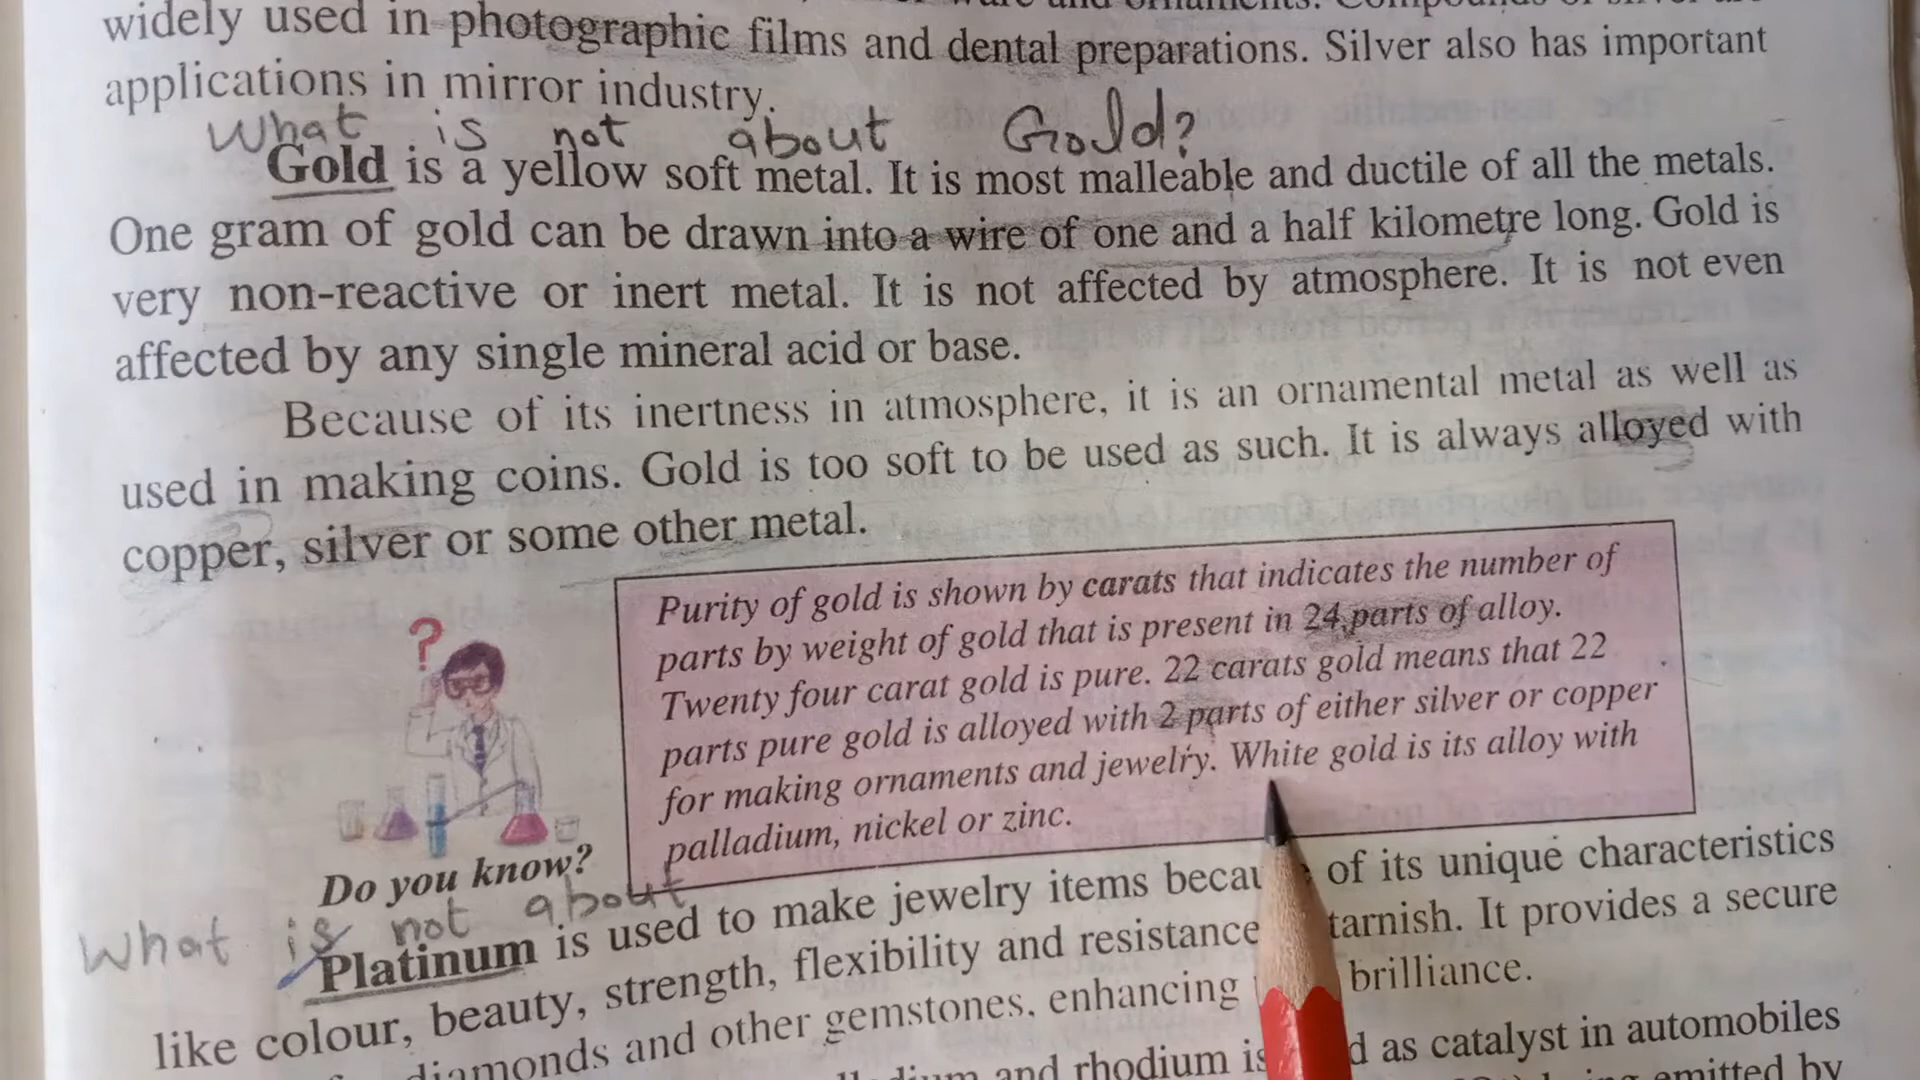 widely used in photographic films and dental preparations. Silver also has important
applications in mirror industry.
What is not about Gold?
Gold is a yellow soft metal. It is most malleable and ductile of all the metals.
One gram of gold can be drawn into a wire of one and a half kilometre long. Gold is
very non-reactive or inert metal. It is not affected by atmosphere. It is not even
affected by any single mineral acid or base.
Because of its inertness in atmosphere, it is an ornamental metal as well as
used in making coins. Gold is too soft to be used as such. It is always alloyed with
copper, silver or some other metal.
Purity of gold is shown by carats that indicates the number of
parts by weight of gold that is present in 24 parts of alloy.
Twenty four carat gold is pure. 22 carats gold means that 22
parts pure gold is alloyed with 2 parts of either silver or copper
for making ornaments and jewelry. White gold is its alloy with
palladium, nickel or zinc.
?
Do you know?
What is not about
Platinum is used to make jewelry items of its unique characteristics
like colour, beauty, strength, flexibility and resistance tarnish. It provides a secure
diamonds and other gemstones, enhancing brilliance.
and rhodium is as catalyst in automobiles
emitted by